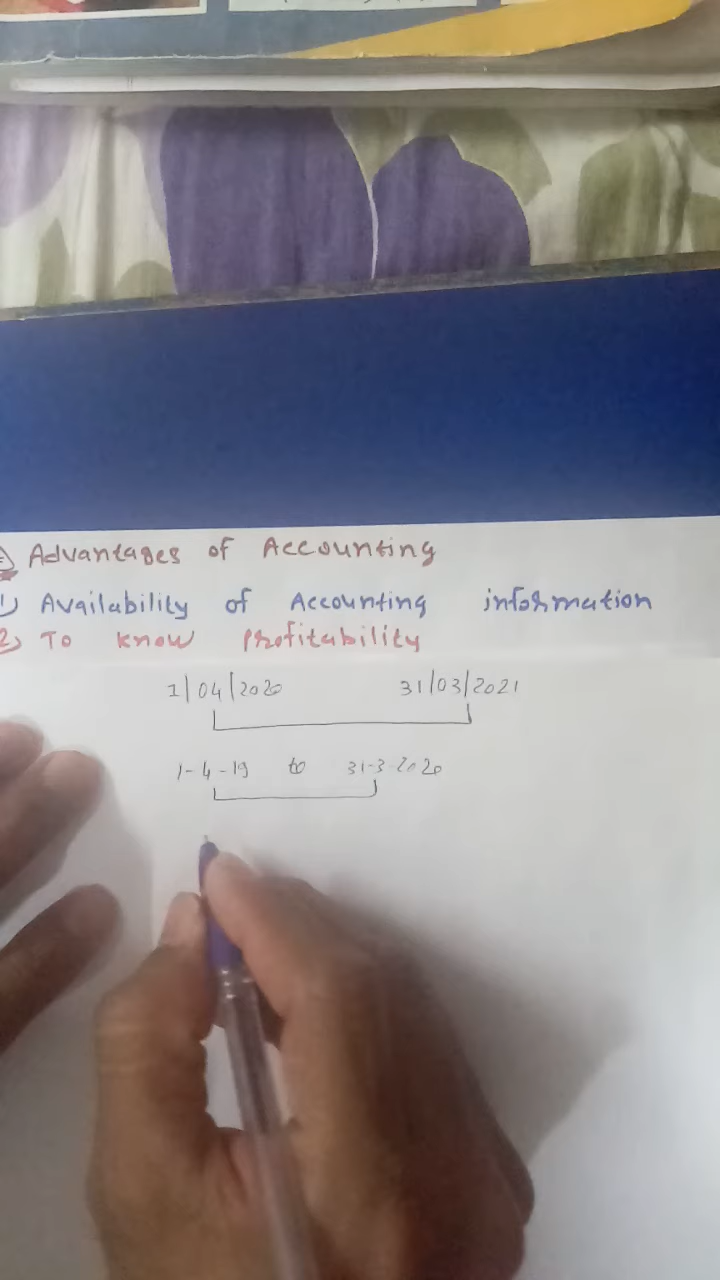 Advantages of Accounting
1) Availability of Accounting information
2) To know Profitability
1/04/2020 31/03/2021
1-4-19 to 31-3-2020